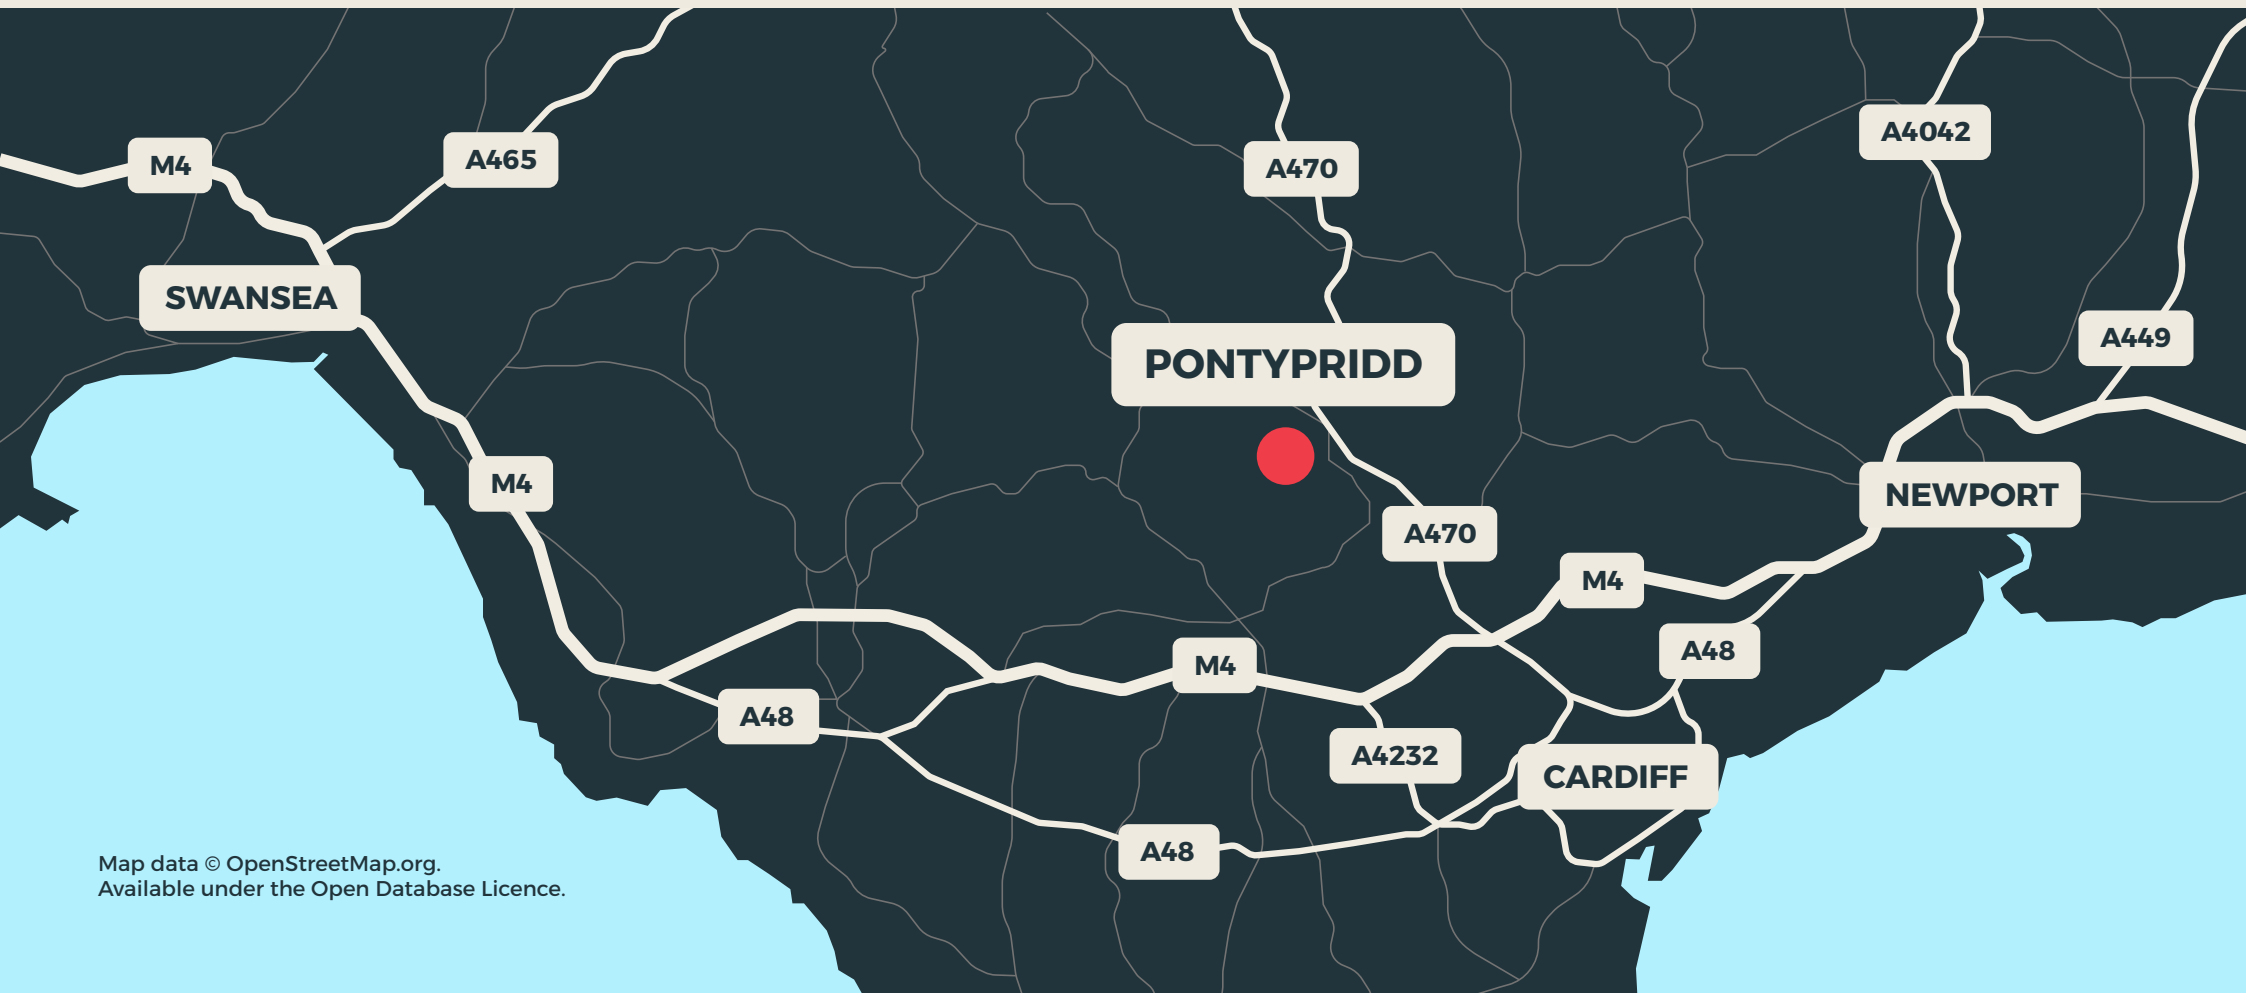 A4042
M4
A465
A470
SWANSEA
A449
PONTYPRIDD
M4
NEWPORT
A470
M4
A48
M4
A48
A4232
CARDIFF
A48
Map data © OpenStreetMap.org.
Available under the Open Database Licence.